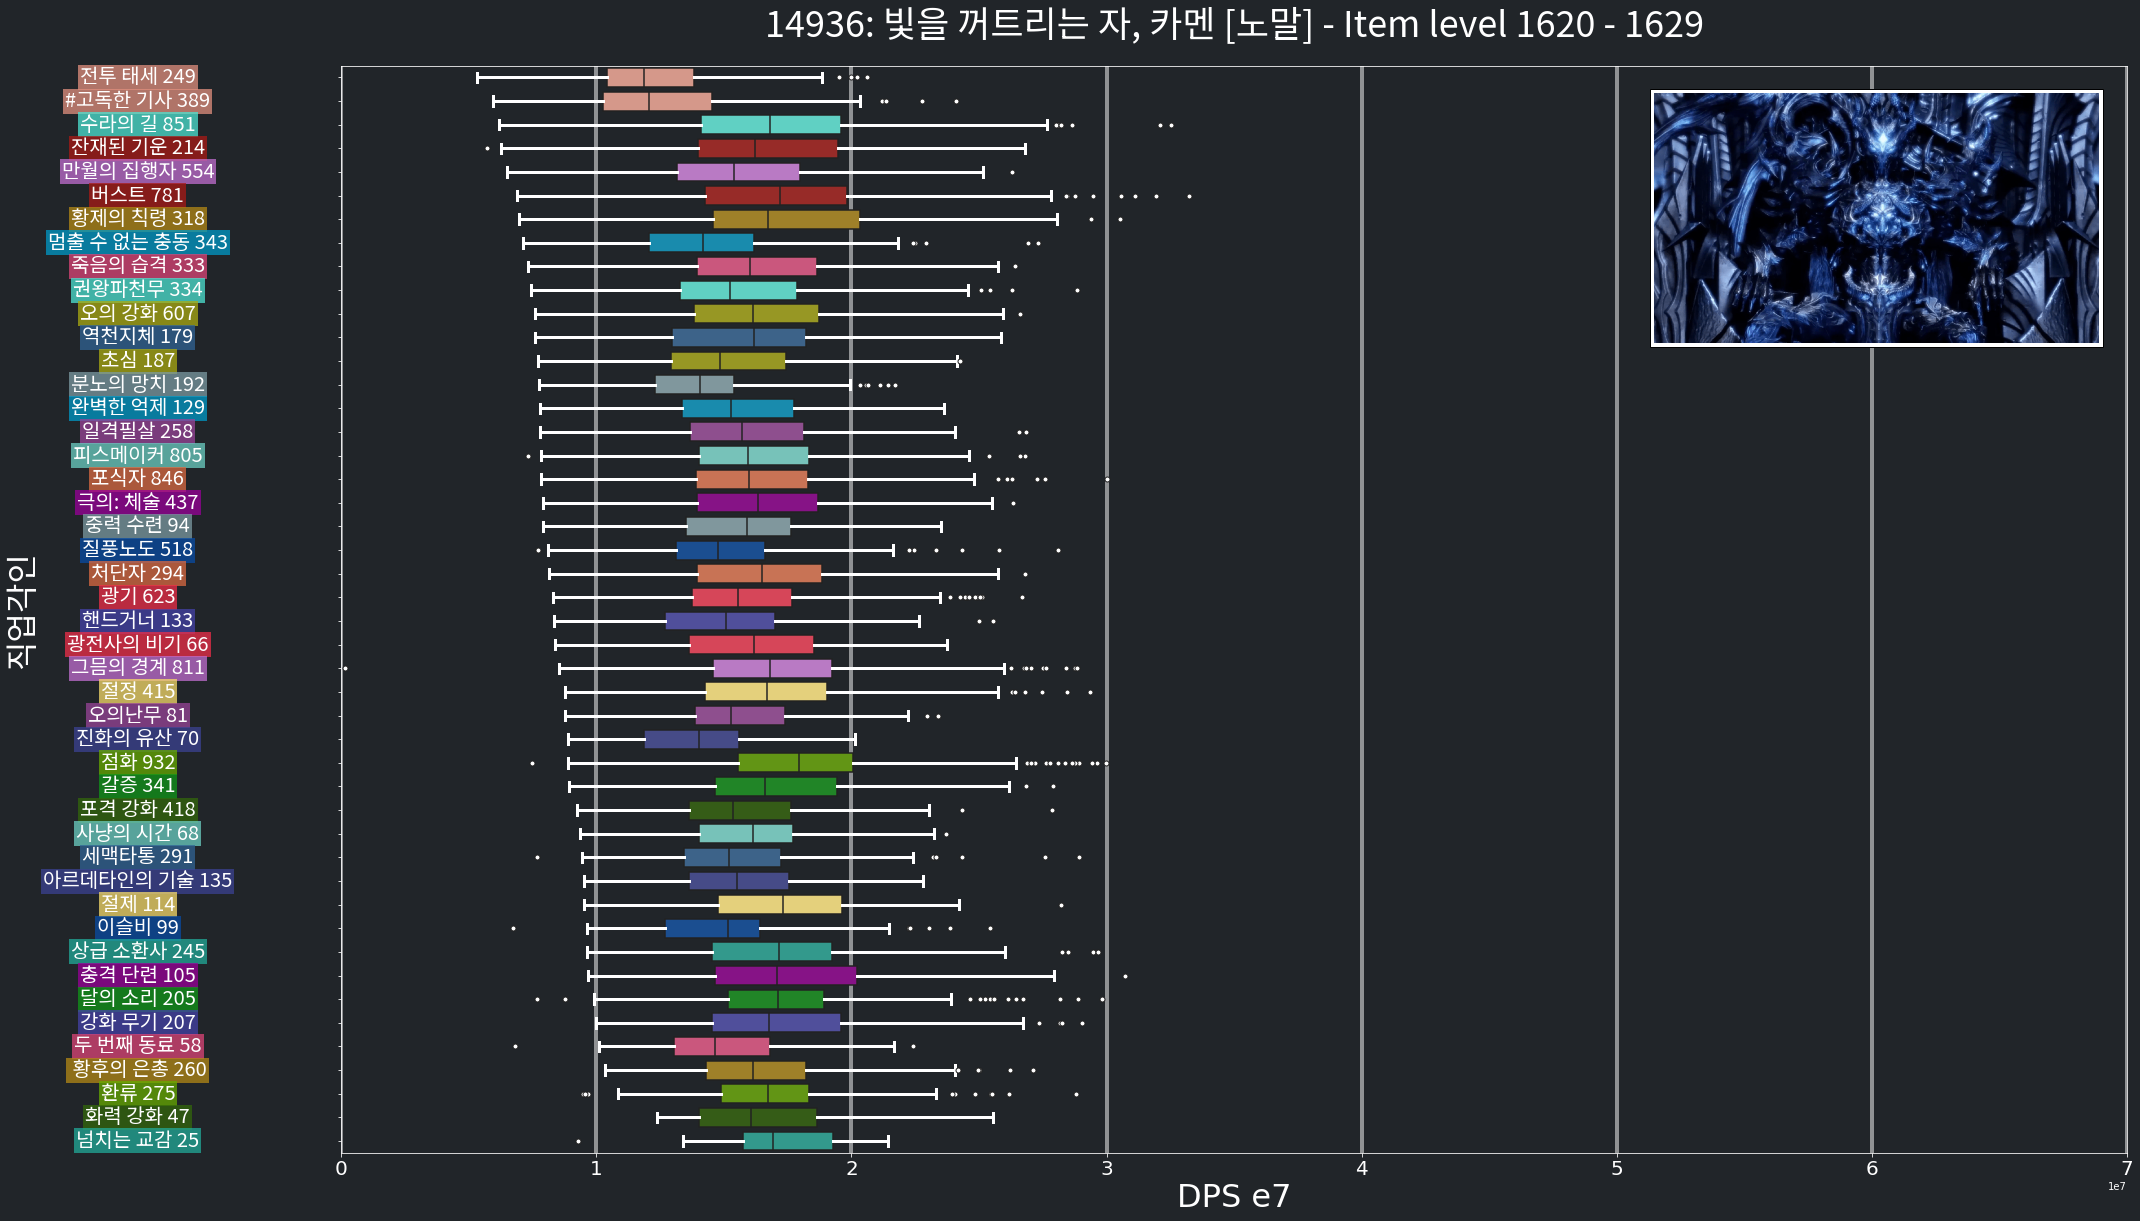 14936: 빛을 꺼트리는 자, 카멘 [노말] - Item level 1620 - 1629
직업각인
전투 태세 249
#고독한 기사 389
수라의 길 851
잔재된 기운 214
만월의 집행자 554
버스트 781
황제의 칙령 318
멈출 수 없는 충동 343
죽음의 습격 333
권왕파천무 334
오의 강화 607
역천지체 179
초심 187
분노의 망치 192
완벽한 억제 129
일격필살 258
피스메이커 805
포식자 846
극의: 체술 437
중력 수련 94
질풍노도 518
처단자 294
광기 623
핸드거너 133
광전사의 비기 66
그믐의 경계 811
절정 415
오의난무 81
진화의 유산 70
점화 932
갈증 341
포격 강화 418
사냥의 시간 68
세맥타통 291
아르데타인의 기술 135
절제 114
이슬비 99
상급 소환사 245
충격 단련 105
달의 소리 205
강화 무기 207
두 번째 동료 58
황후의 은총 260
환류 275
화력 강화 47
넘치는 교감 25
0 1 2 3 4 5 6 7
1e7
DPS e7